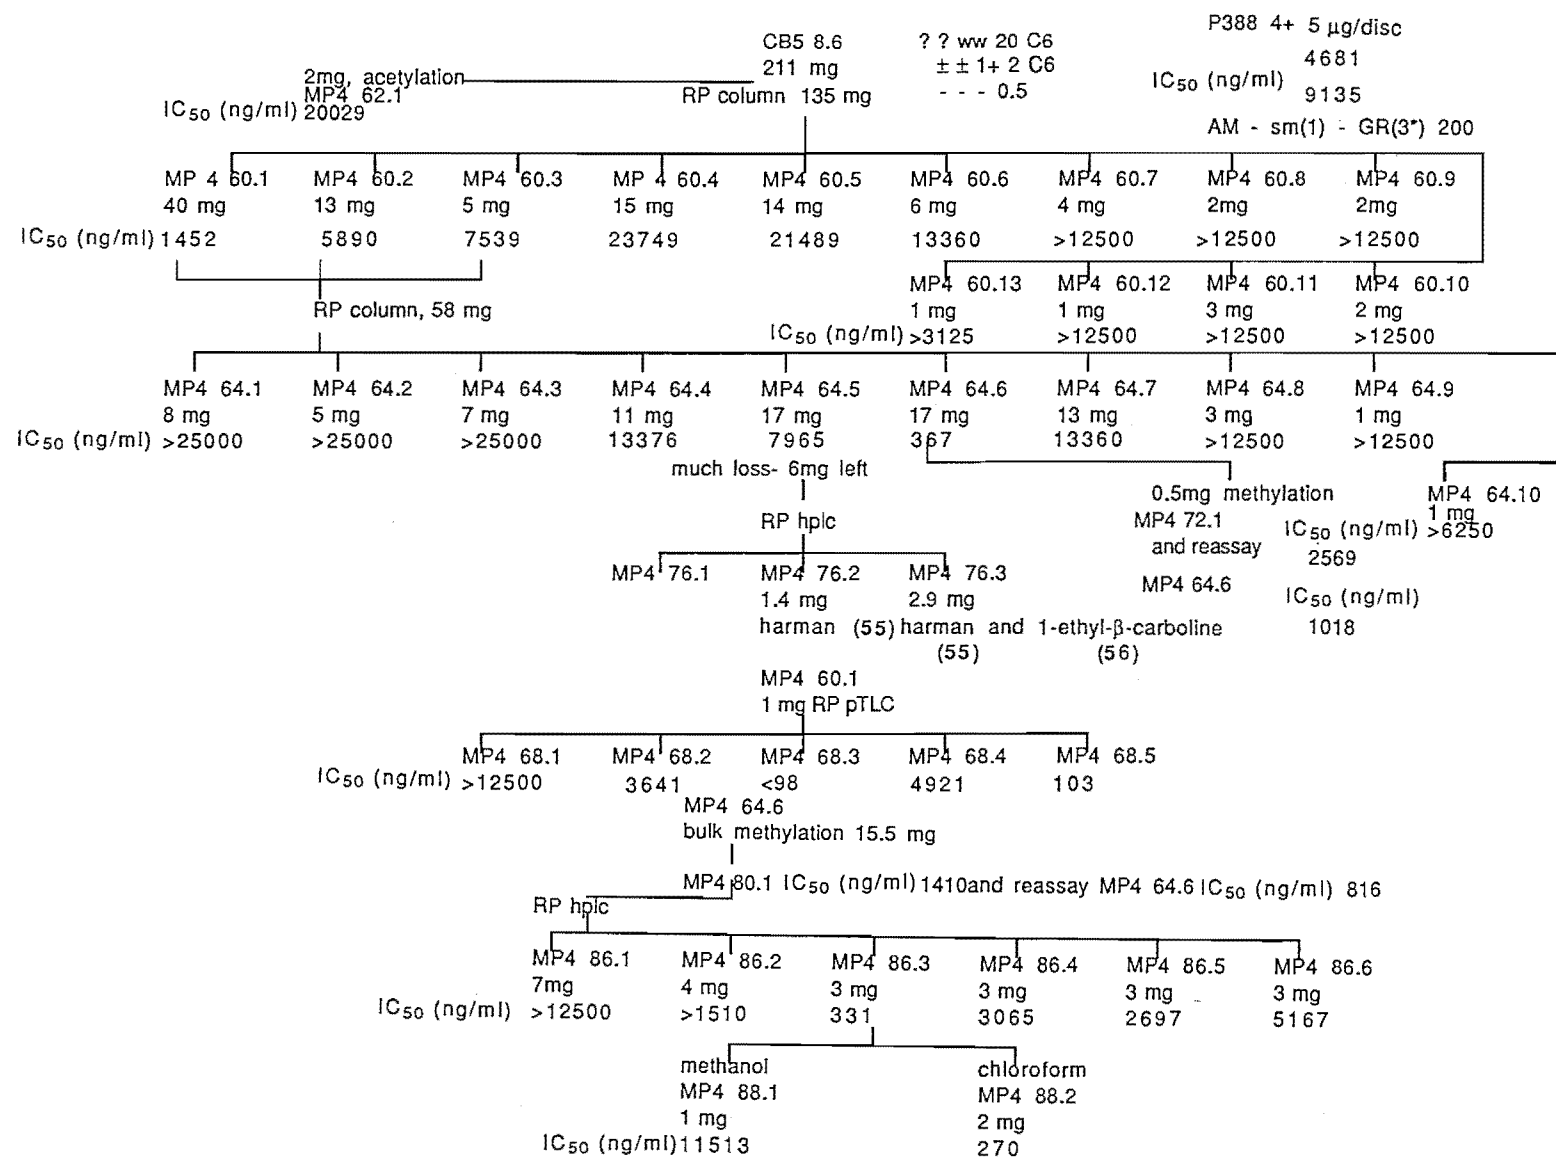 P388 4+ 5 µg/disc
CB5 8.6 ? ? ww 20 C6
4681
2mg, acetylation 211 mg ± ± 1+ 2 C6
IC50 (ng/ml)
MP4 62.1 RP column 135 mg - - - 0.5
9135
IC50 (ng/ml) 20029
AM - sm(1) - GR(3*) 200
MP 4 60.1 MP4 60.2 MP4 60.3 MP 4 60.4 MP4 60.5 MP4 60.6 MP4 60.7 MP4 60.8 MP4 60.9
40 mg 13 mg 5 mg 15 mg 14 mg 6 mg 4 mg 2mg 2mg
IC50 (ng/ml) 1452 5890 7539 23749 21489 13360 >12500 >12500 >12500
MP4 60.13 MP4 60.12 MP4 60.11 MP4 60.10
RP column, 58 mg 1 mg 1 mg 3 mg 2 mg
IC50 (ng/ml) >3125 >12500 >12500 >12500
MP4 64.1 MP4 64.2 MP4 64.3 MP4 64.4 MP4 64.5 MP4 64.6 MP4 64.7 MP4 64.8 MP4 64.9
8 mg 5 mg 7 mg 11 mg 17 mg 17 mg 13 mg 3 mg 1 mg
IC50 (ng/ml) >25000 >25000 >25000 13376 7965 367 13360 >12500 >12500
much loss- 6mg left
0.5mg methylation MP4 64.10
1 mg
RP hplc MP4 72.1 IC50 (ng/ml) >6250
and reassay 2569
MP4 76.1 MP4 76.2 MP4 76.3 MP4 64.6
1.4 mg 2.9 mg IC50 (ng/ml)
harman (55) harman and 1-ethyl-β-carboline 1018
(55) (56)
MP4 60.1
1 mg RP pTLC
MP4 68.1 MP4 68.2 MP4 68.3 MP4 68.4 MP4 68.5
IC50 (ng/ml) >12500 3641 <98 4921 103
MP4 64.6
bulk methylation 15.5 mg
MP4 80.1 IC50 (ng/ml) 1410and reassay MP4 64.6 IC50 (ng/ml) 816
RP hplc
MP4 86.1 MP4 86.2 MP4 86.3 MP4 86.4 MP4 86.5 MP4 86.6
7mg 4 mg 3 mg 3 mg 3 mg 3 mg
IC50 (ng/ml) >12500 >1510 331 3065 2697 5167
methanol chloroform
MP4 88.1 MP4 88.2
1 mg 2 mg
IC50 (ng/ml) 11513 270